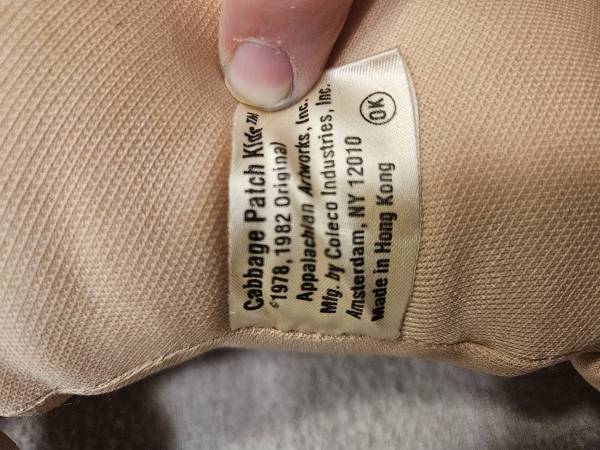 Cabbage Patch Kids™
©1978, 1982 Original
Appalachian Artworks, Inc.
Mfg. by Coleco Industries, Inc.
Amsterdam, NY 12010
Made in Hong Kong
OK